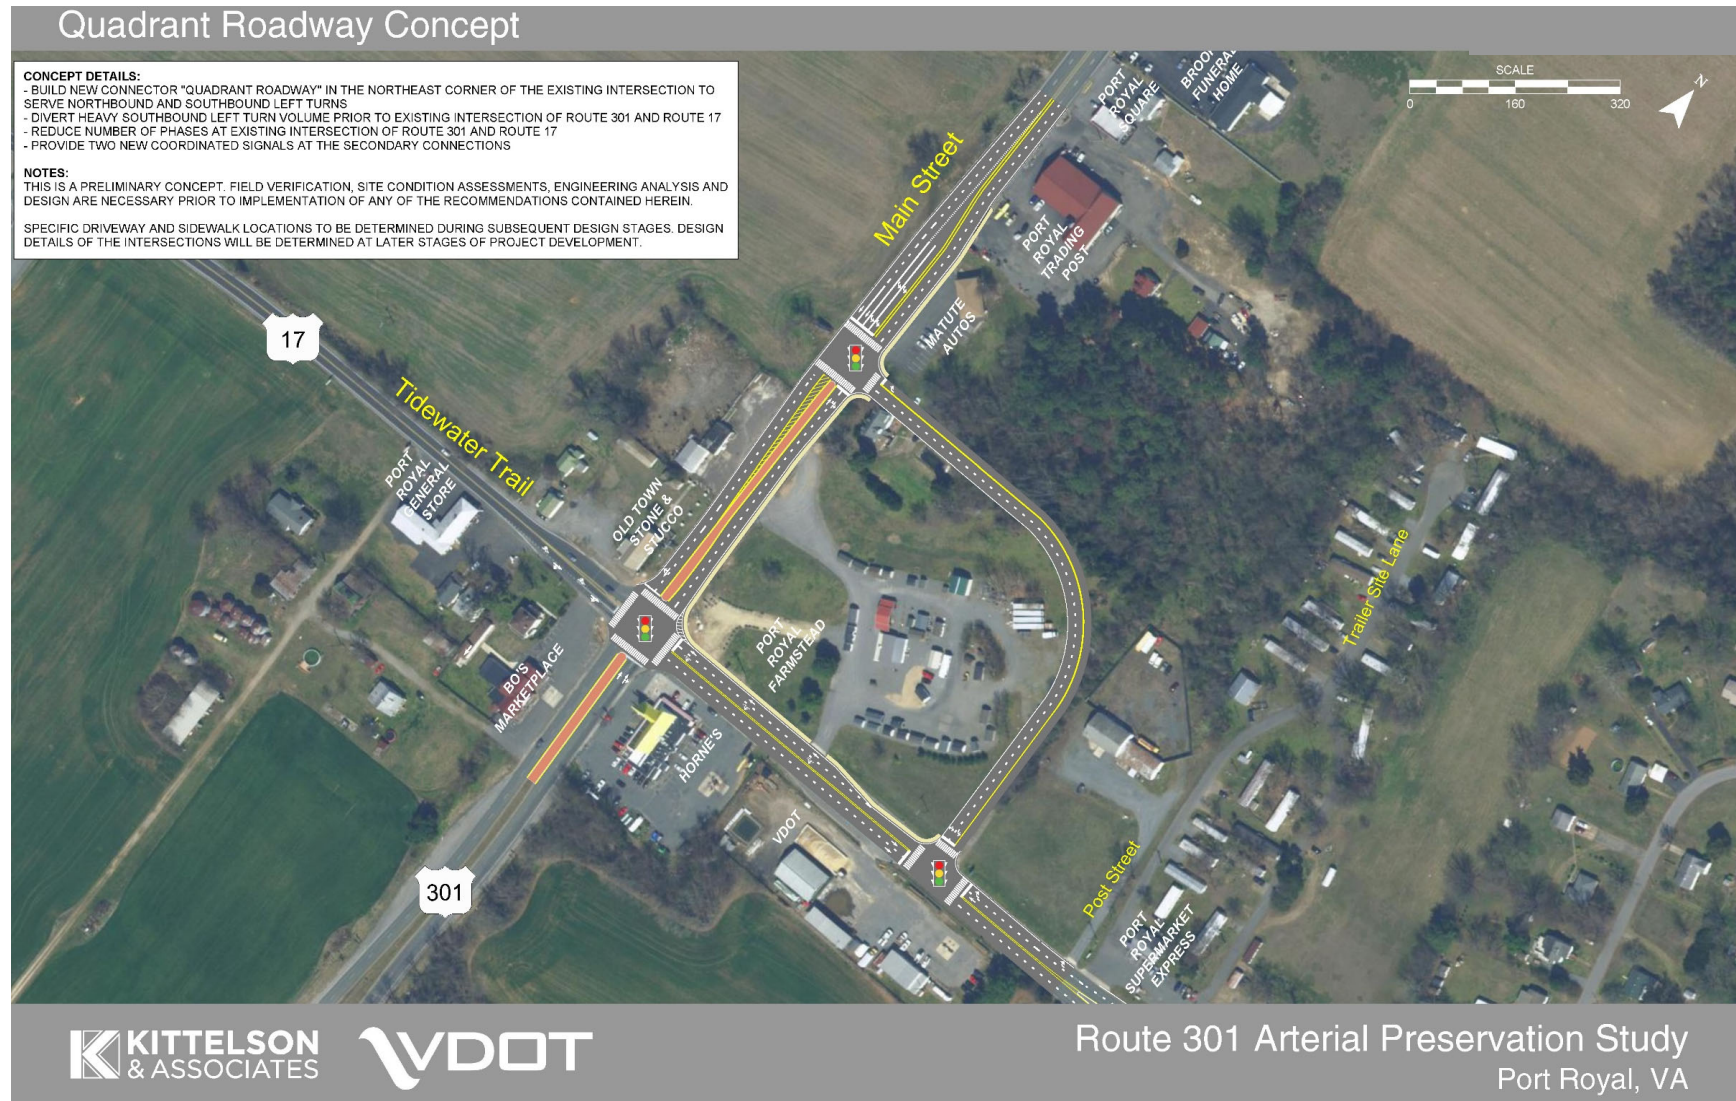 Quadrant Roadway Concept
CONCEPT DETAILS:
- BUILD NEW CONNECTOR "QUADRANT ROADWAY" IN THE NORTHEAST CORNER OF THE EXISTING INTERSECTION TO
SERVE NORTHBOUND AND SOUTHBOUND LEFT TURNS
- DIVERT HEAVY SOUTHBOUND LEFT TURN VOLUME PRIOR TO EXISTING INTERSECTION OF ROUTE 301 AND ROUTE 17
- REDUCE NUMBER OF PHASES AT EXISTING INTERSECTION OF ROUTE 301 AND ROUTE 17
- PROVIDE TWO NEW COORDINATED SIGNALS AT THE SECONDARY CONNECTIONS
NOTES:
THIS IS A PRELIMINARY CONCEPT. FIELD VERIFICATION, SITE CONDITION ASSESSMENTS, ENGINEERING ANALYSIS AND
DESIGN ARE NECESSARY PRIOR TO IMPLEMENTATION OF ANY OF THE RECOMMENDATIONS CONTAINED HEREIN.
SPECIFIC DRIVEWAY AND SIDEWALK LOCATIONS TO BE DETERMINED DURING SUBSEQUENT DESIGN STAGES. DESIGN
DETAILS OF THE INTERSECTIONS WILL BE DETERMINED AT LATER STAGES OF PROJECT DEVELOPMENT.
PORT
ROYAL
SQUARE
FUNERAL
HOME
SCALE
0 160 320
N
Main Street
PORT
ROYAL
TRADING
POST
MATUTE
AUTOS
17
Tidewater Trail
PORT
ROYAL
GENERAL
STORE
OLD TOWN
STONE &
STUCCO
Trailer Site Lane
PORT
ROYAL
FARMSTEAD
BO'S
MARKETPLACE
HORNE'S
VDOT
301
Post Street
PORT
ROYAL
SUPERMARKET
EXPRESS
KITTELSON
& ASSOCIATES
VDOT
Route 301 Arterial Preservation Study
Port Royal, VA